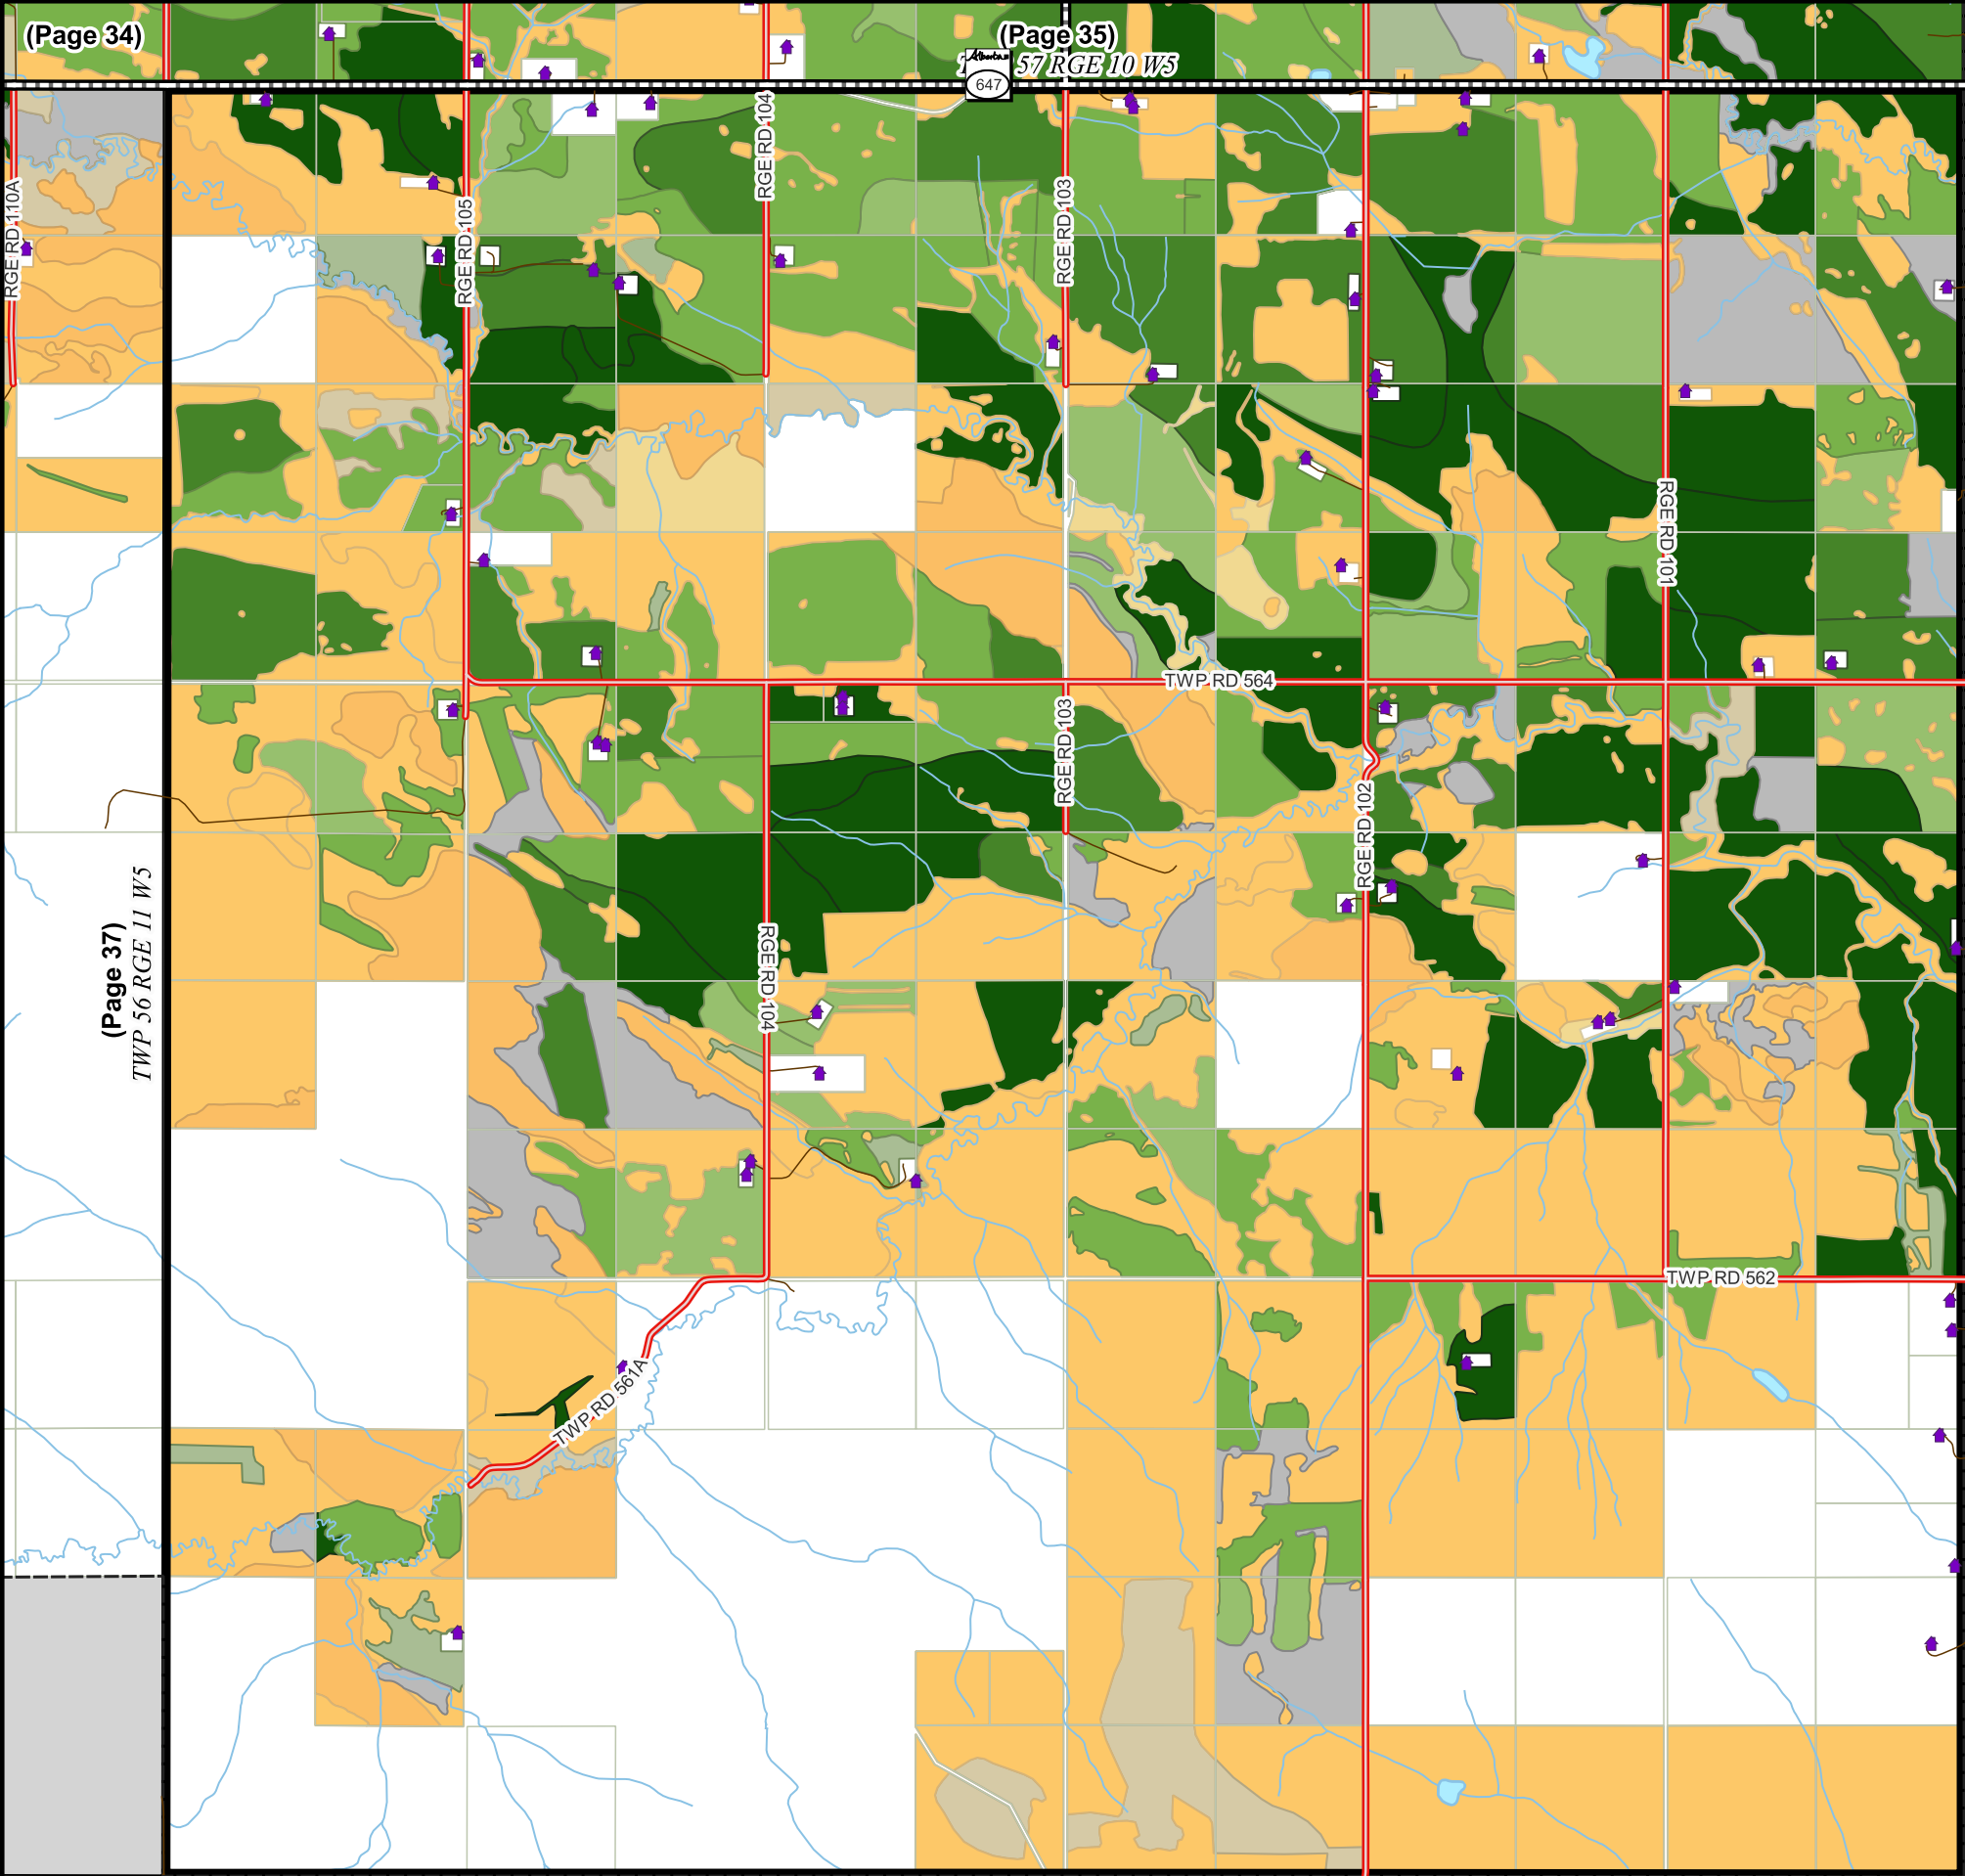 (Page 34)
(Page 35)
57 RGE 10 W5
Alberta
647
RGE RD 110A
RGE RD 105
RGE RD 104
RGE RD 103
RGE RD 101
TWP RD 564
RGE RD 103
RGE RD 102
(Page 37)
TWP 56 RGE 11 W5
RGE RD 104
TWP RD 562
TWP RD 561A